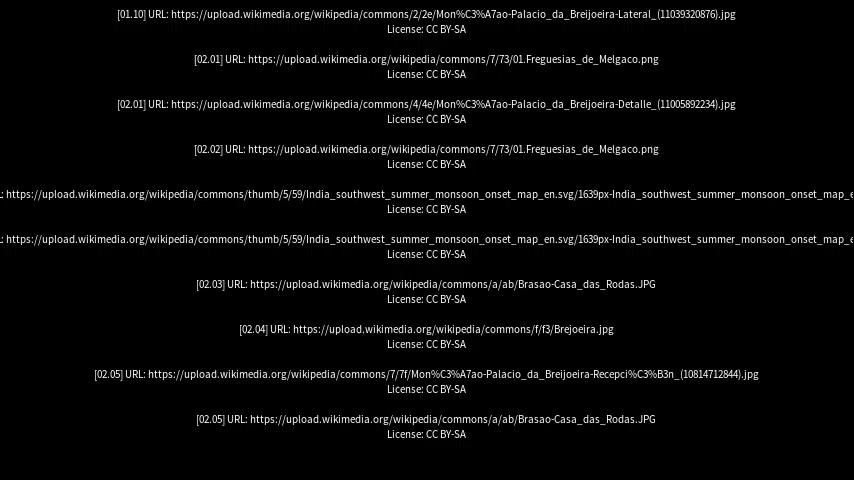 [01.10] URL: https://upload.wikimedia.org/wikipedia/commons/2/2e/Mon%C3%A7ao-Palacio_da_Breijoeira-Lateral_(11039320876).jpg
License: CC BY-SA
[02.01] URL: https://upload.wikimedia.org/wikipedia/commons/7/73/01.Freguesias_de_Melgaco.png
License: CC BY-SA
[02.01] URL: https://upload.wikimedia.org/wikipedia/commons/4/4e/Mon%C3%A7ao-Palacio_da_Breijoeira-Detalle_(11005892234).jpg
License: CC BY-SA
[02.02] URL: https://upload.wikimedia.org/wikipedia/commons/7/73/01.Freguesias_de_Melgaco.png
License: CC BY-SA
: https://upload.wikimedia.org/wikipedia/commons/thumb/5/59/India_southwest_summer_monsoon_onset_map_en.svg/1639px-India_southwest_summer_monsoon_onset_map_e
License: CC BY-SA
: https://upload.wikimedia.org/wikipedia/commons/thumb/5/59/India_southwest_summer_monsoon_onset_map_en.svg/1639px-India_southwest_summer_monsoon_onset_map_e
License: CC BY-SA
[02.03] URL: https://upload.wikimedia.org/wikipedia/commons/a/ab/Brasao-Casa_das_Rodas.JPG
License: CC BY-SA
[02.04] URL: https://upload.wikimedia.org/wikipedia/commons/f/f3/Brejoeira.jpg
License: CC BY-SA
[02.05] URL: https://upload.wikimedia.org/wikipedia/commons/7/7f/Mon%C3%A7ao-Palacio_da_Breijoeira-Recepci%C3%B3n_(10814712844).jpg
License: CC BY-SA
[02.05] URL: https://upload.wikimedia.org/wikipedia/commons/a/ab/Brasao-Casa_das_Rodas.JPG
License: CC BY-SA